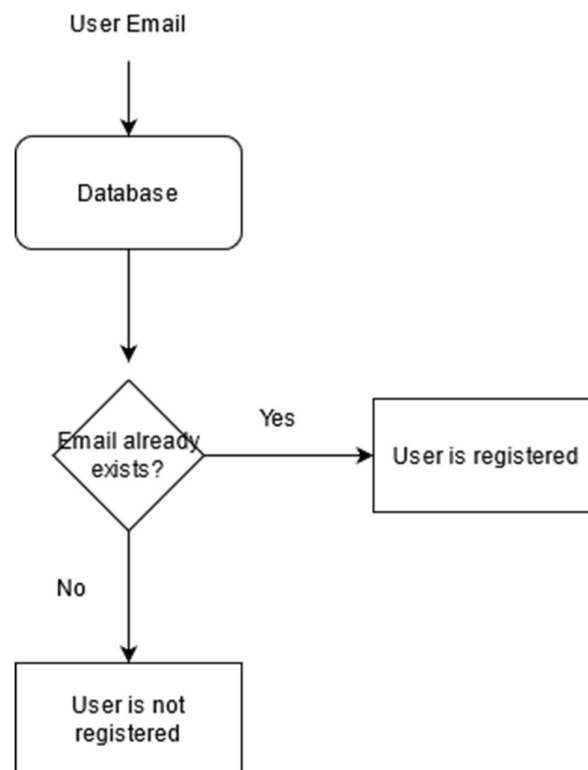 User Email
Database
Yes
Email already
exists?
User is registered
No
User is not
registered